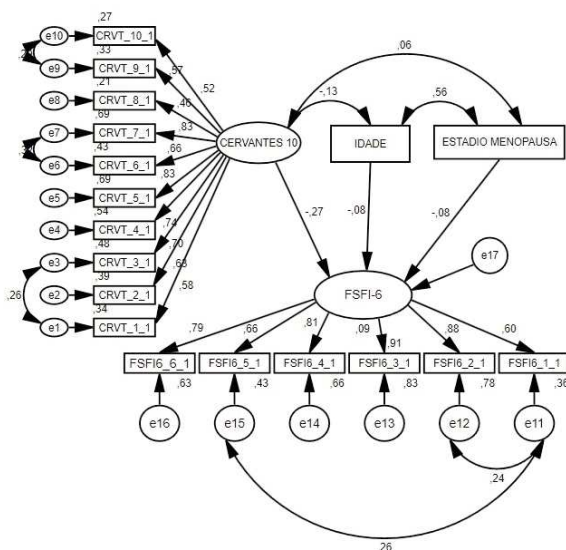 ,27
e10
CRVT_10_1
,33
e9
CRVT_9_1
,57
,52
,21
e8
CRVT_8_1
,46
,69
e7
CRVT_7_1
,83
,43
e6
CRVT_6_1
,66
,69
e5
CRVT_5_1
,83
,54
e4
CRVT_4_1
,74
,48
e3
CRVT_3_1
,70
,39
e2
CRVT_2_1
,63
,26
,34
e1
CRVT_1_1
,58
CERVANTES 10
-,13
,06
,56
IDADE
ESTADIO MENOPAUSA
-,27
-,08
-,08
e17
FSFI-6
,79
,66
,81
,09
,91
,88
,60
FSFI6_6_1
FSFI6_5_1
FSFI6_4_1
FSFI6_3_1
FSFI6_2_1
FSFI6_1_1
,63
,43
,66
,83
,78
,36
e16
e15
e14
e13
e12
e11
,24
,26